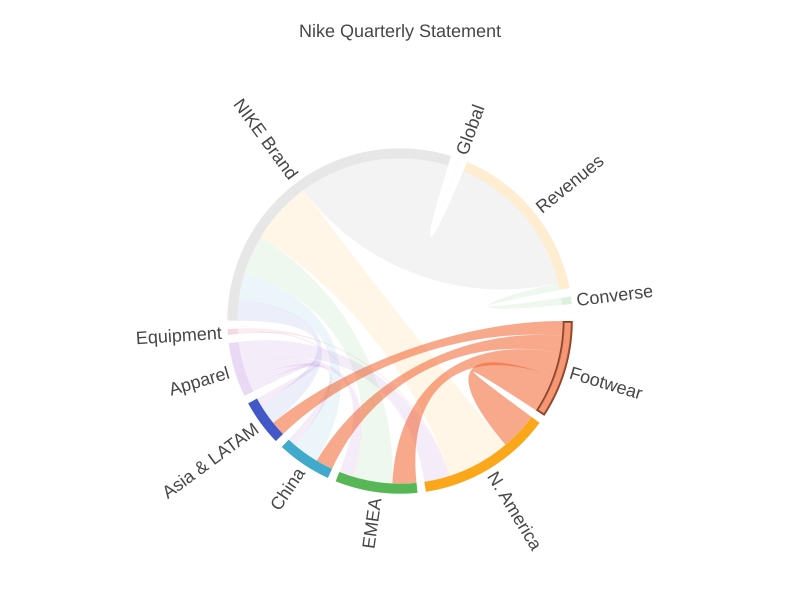 Nike Quarterly Statement
NIKE Brand
Global
Revenues
Converse
Equipment
Footwear
Apparel
Asia & LATAM
China
EMEA
N. America